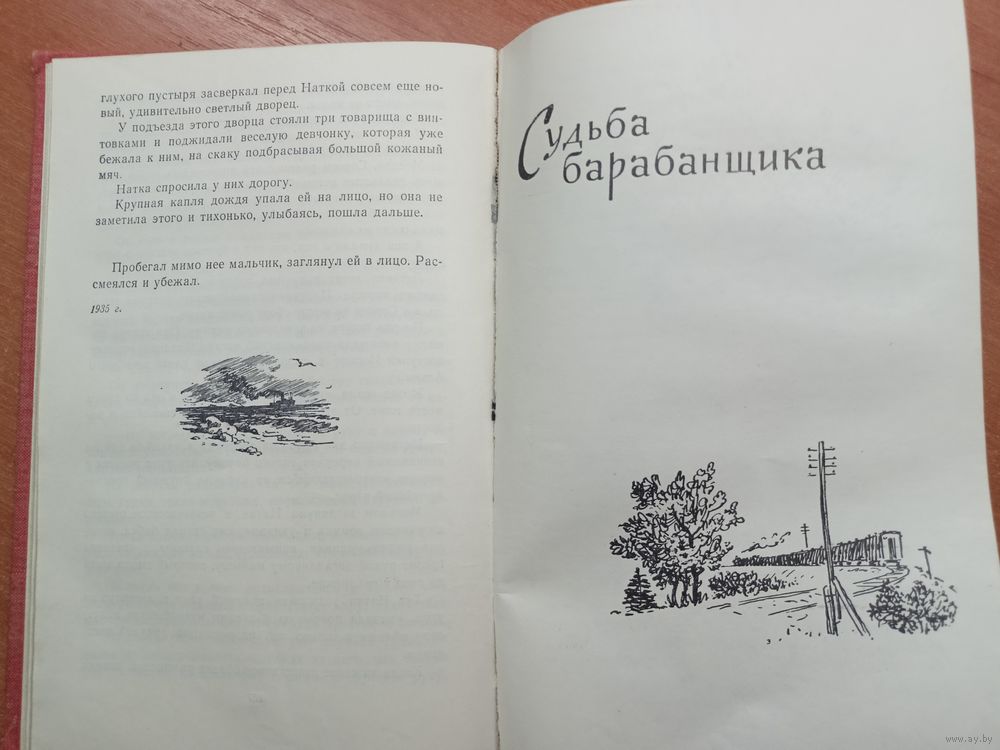 глухого пустыря засверкал перед Наткой совсем еще но-
вый, удивительно светлый дворец.
У подъезда этого дворца стояли три товарища с вин-
товками и поджидали веселую девчонку, которая уже
бежала к ним, на скаку подбрасывая большой кожаный
мяч.
Натка спросила у них дорогу.
Крупная капля дождя упала ей на лицо, но она не
заметила этого и тихонько, улыбаясь, пошла дальше.
Пробегал мимо нее мальчик, заглянул ей в лицо. Рас-
смеялся и убежал.
1935 г.
Судьба
барабанщика
www.ay.by